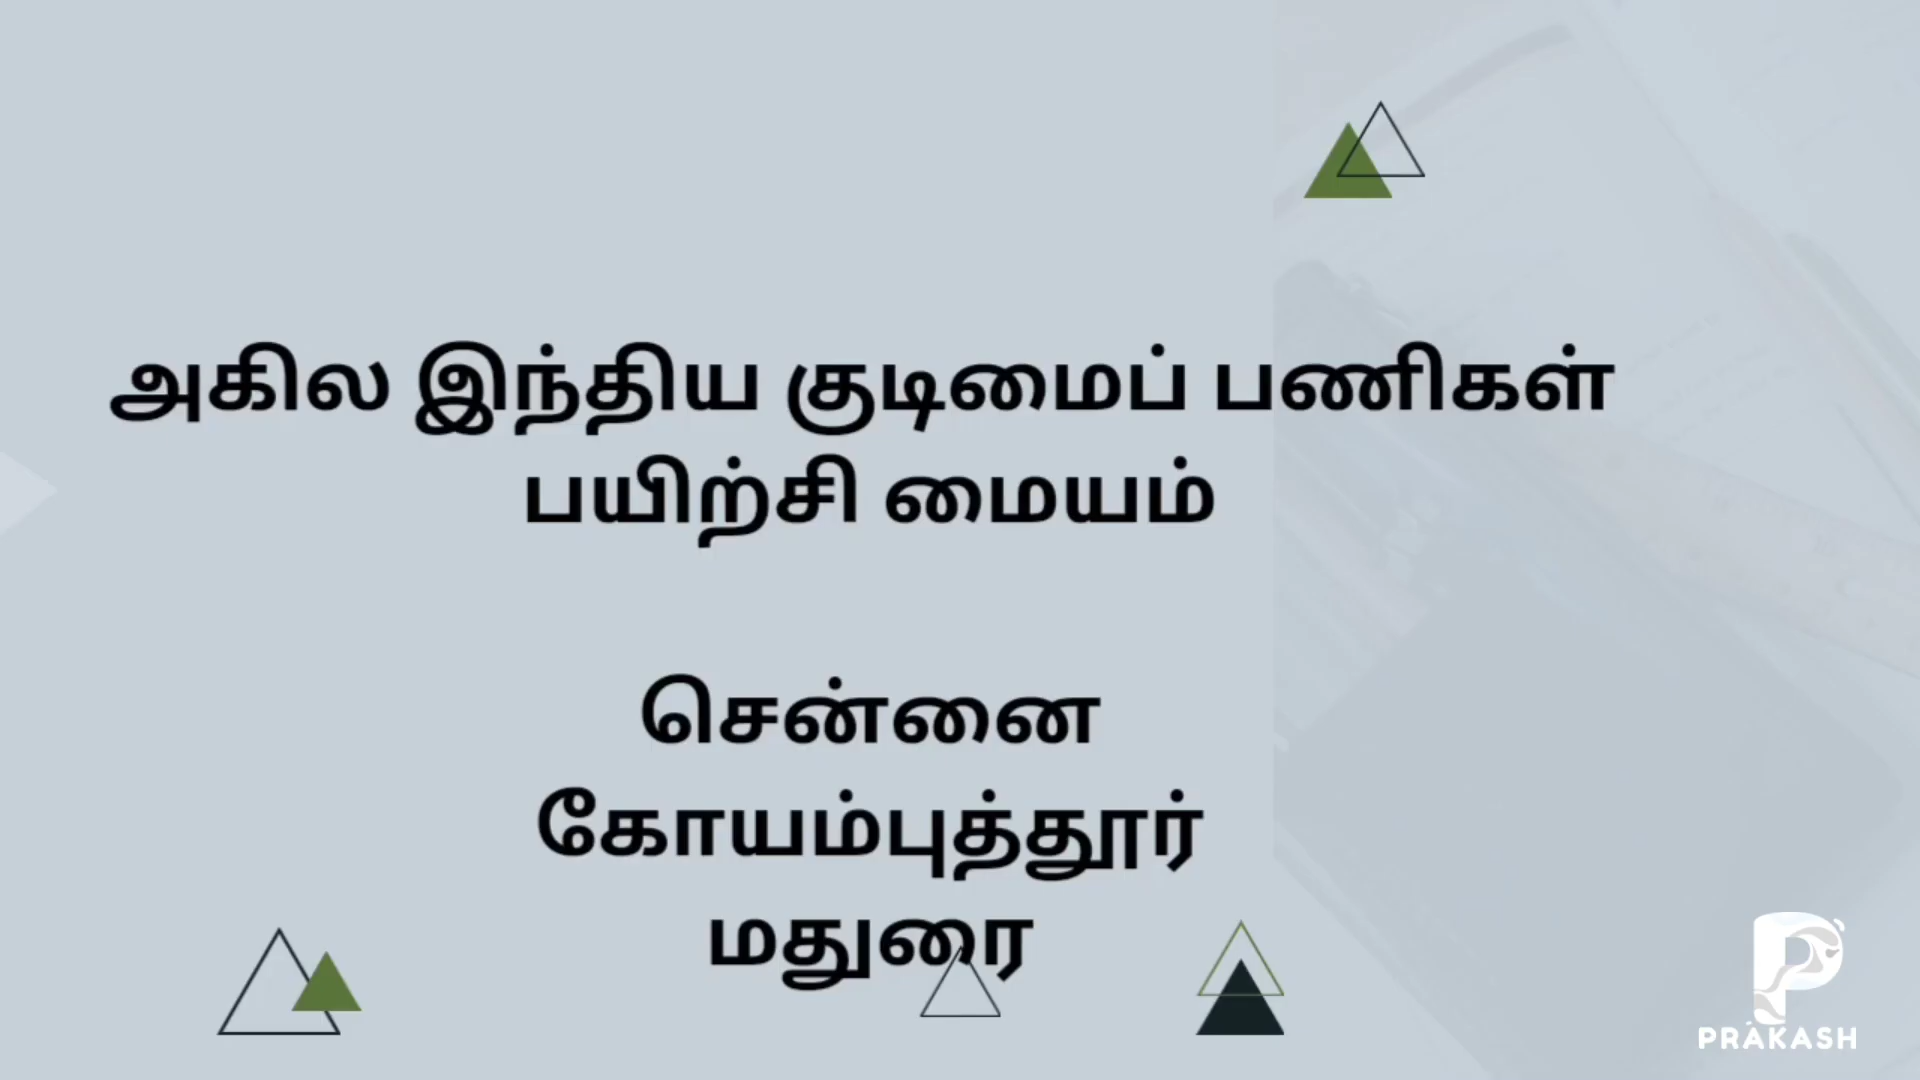 அகில இந்திய குடிமைப் பணிகள்
பயிற்சி மையம்
சென்னை
கோயம்புத்தூர்
மதுரை
PRAKASH